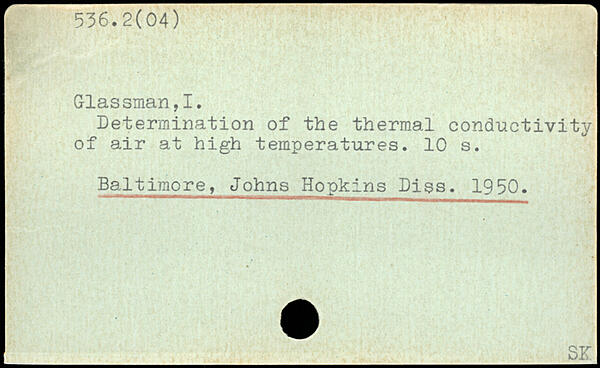 536.2(04)
Glassman,I.
Determination of the thermal conductivity
of air at high temperatures. 10 s.
Baltimore, Johns Hopkins Diss. 1950.
SK